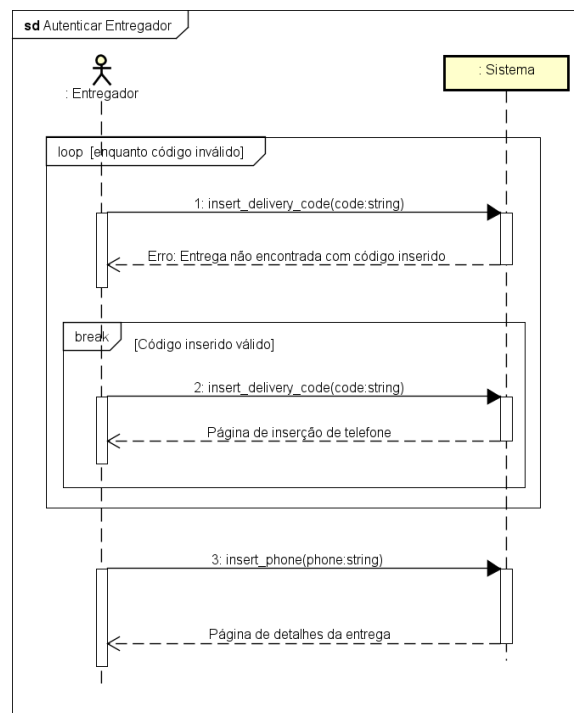 sd Autenticar Entregador
: Entregador
: Sistema
loop [enquanto código inválido]
1: insert_delivery_code(code:string)
Erro: Entrega não encontrada com código inserido
break
[Código inserido válido]
2: insert_delivery_code(code:string)
Página de inserção de telefone
3: insert_phone(phone:string)
Página de detalhes da entrega